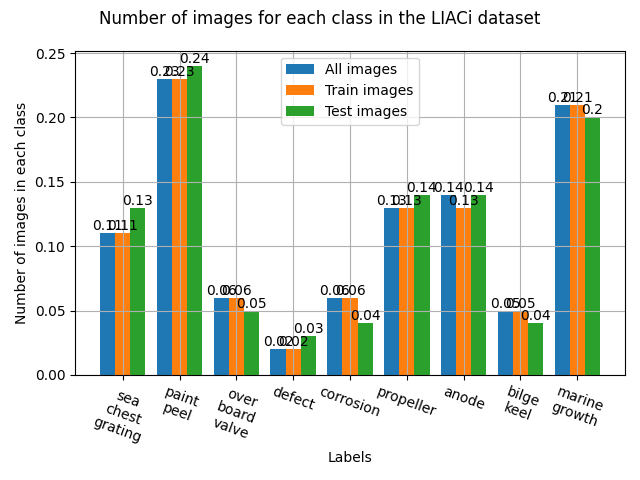 Number of images for each class in the LIACi dataset
Number of images in each class
0.25
0.20
0.15
0.10
0.05
0.00
All images
Train images
Test images
0.11 0.11 0.13
0.23 0.23 0.24
0.06 0.06 0.05
0.02 0.02 0.03
0.06 0.06 0.04
0.13 0.13 0.14
0.14 0.13 0.14
0.05 0.05 0.04
0.21 0.21 0.2
sea
chest
grating
paint
peel
over
board
valve
defect
corrosion
propeller
anode
bilge
keel
marine
growth
Labels